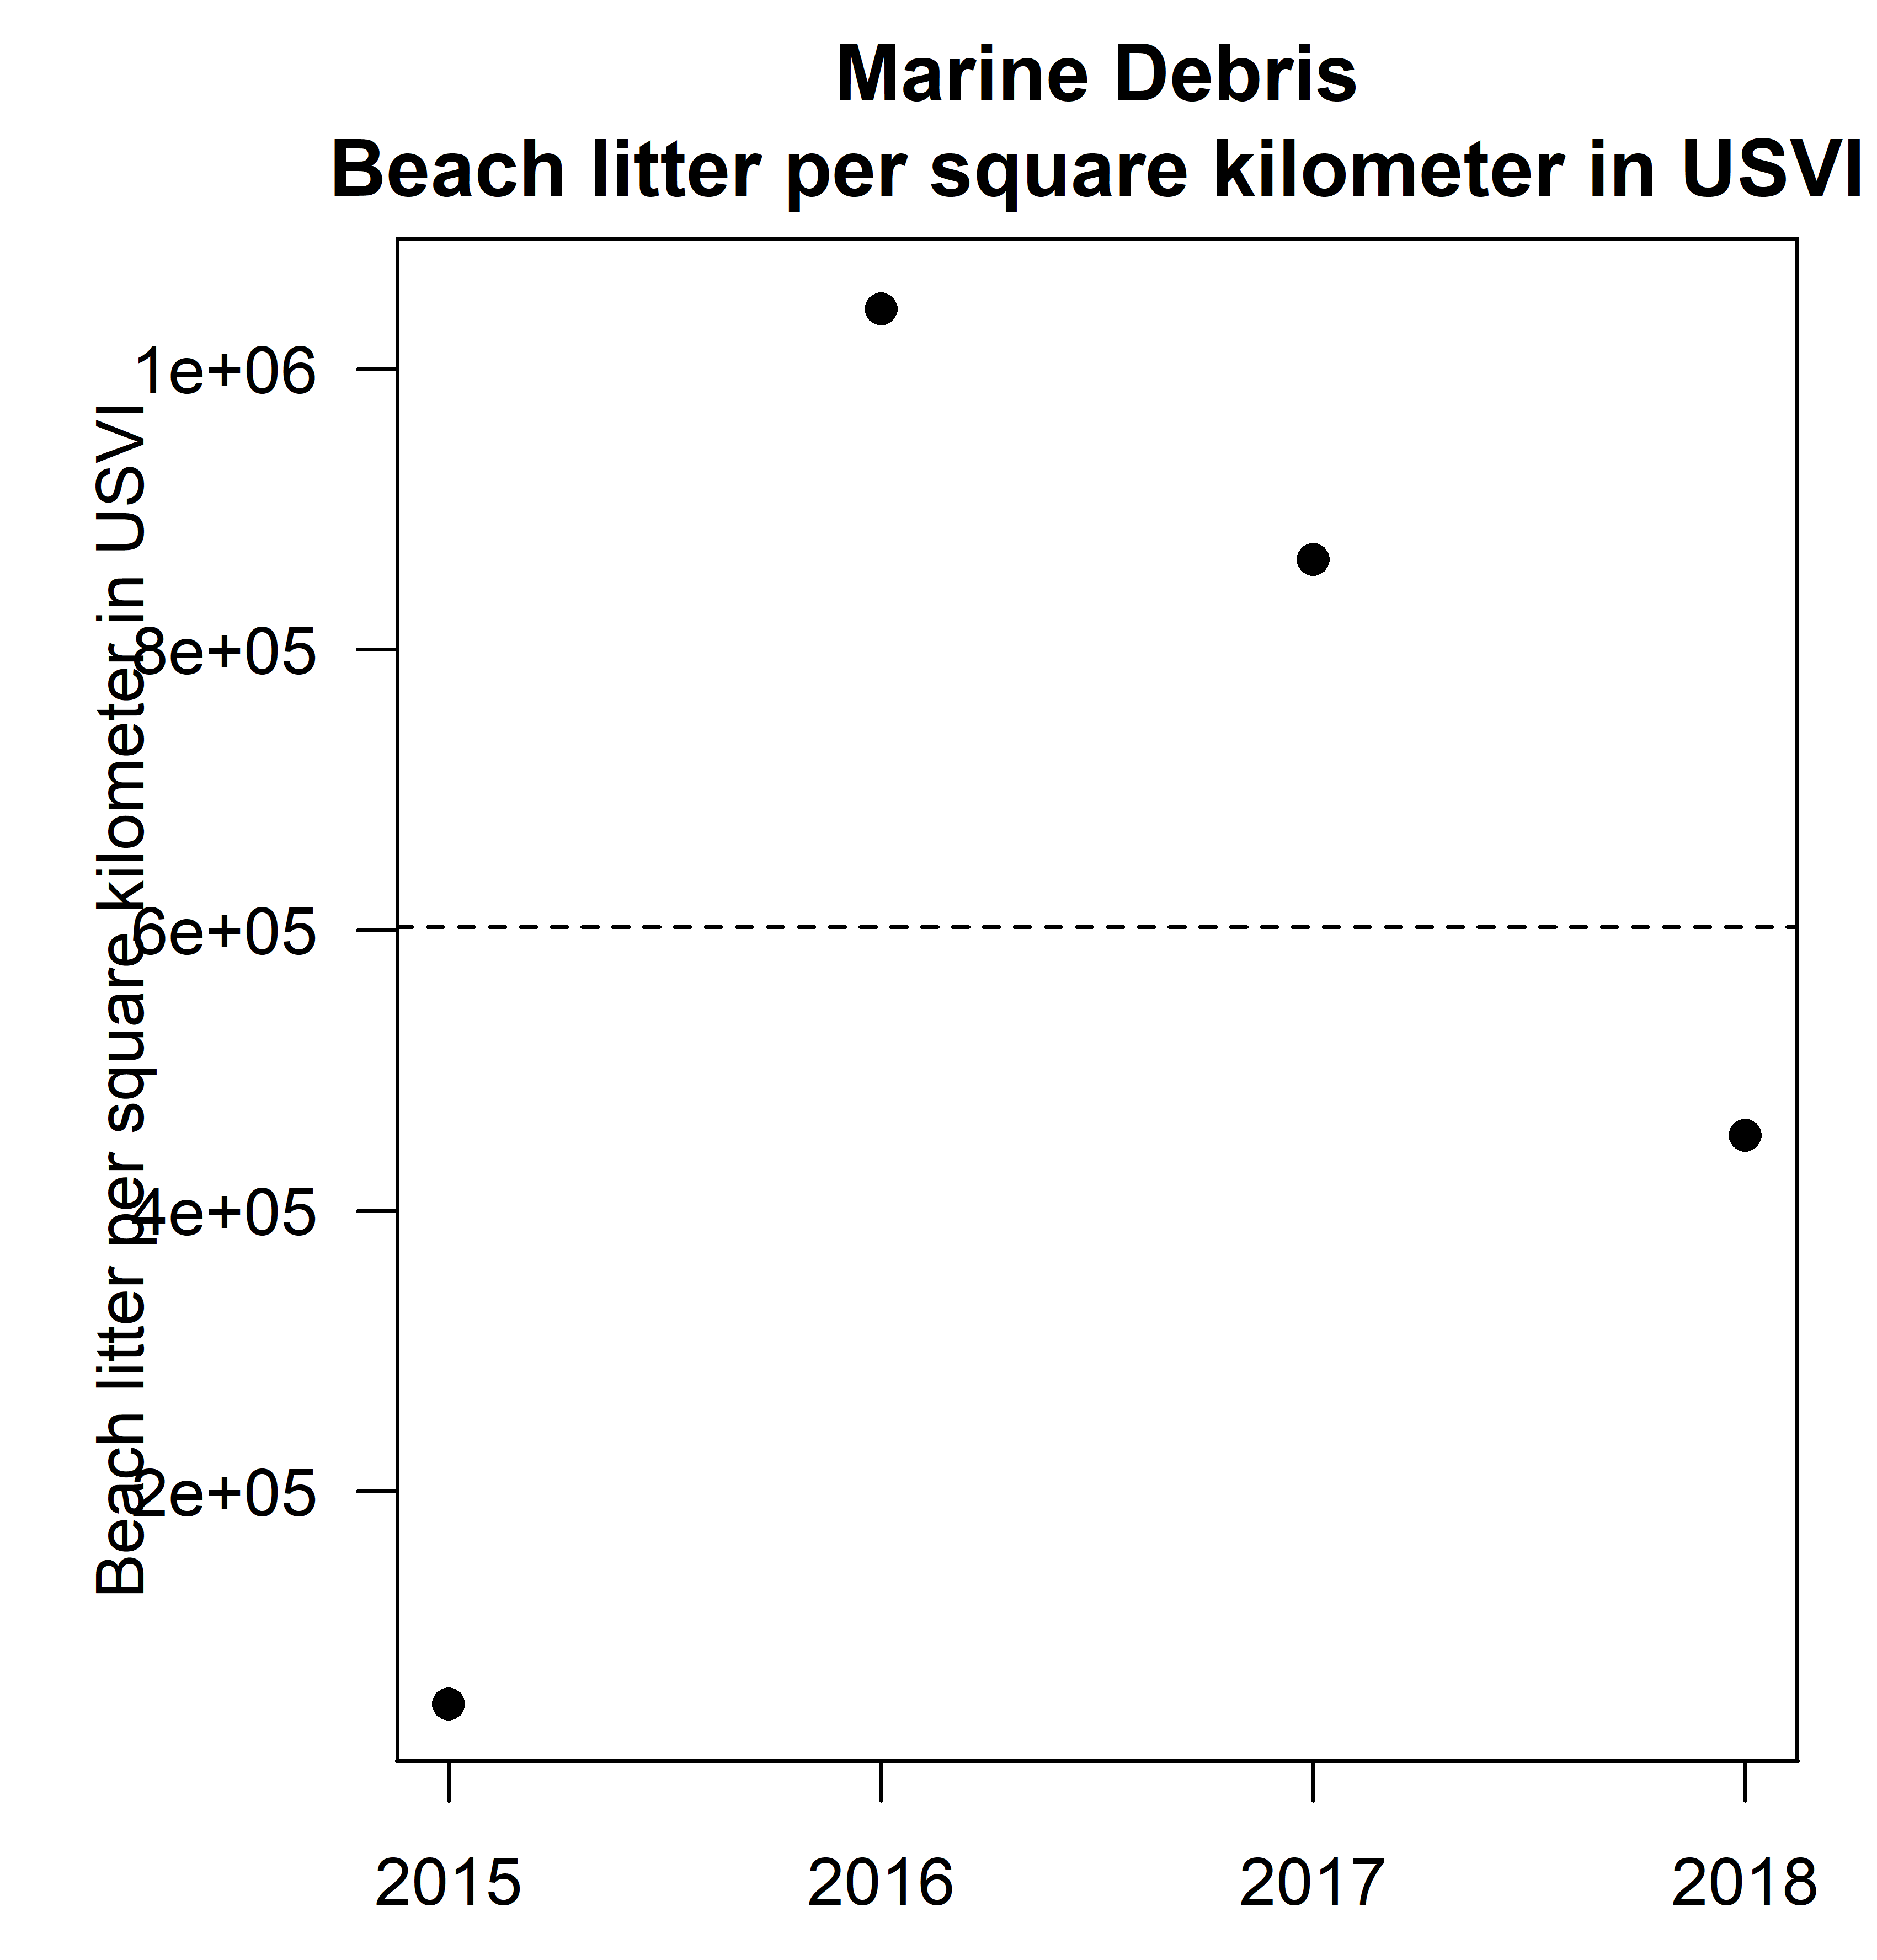 Marine Debris
Beach litter per square kilometer in USVI
Beach litter per square kilometer in USVI
1e+06
8e+05
6e+05
4e+05
2e+05
2015 2016 2017 2018